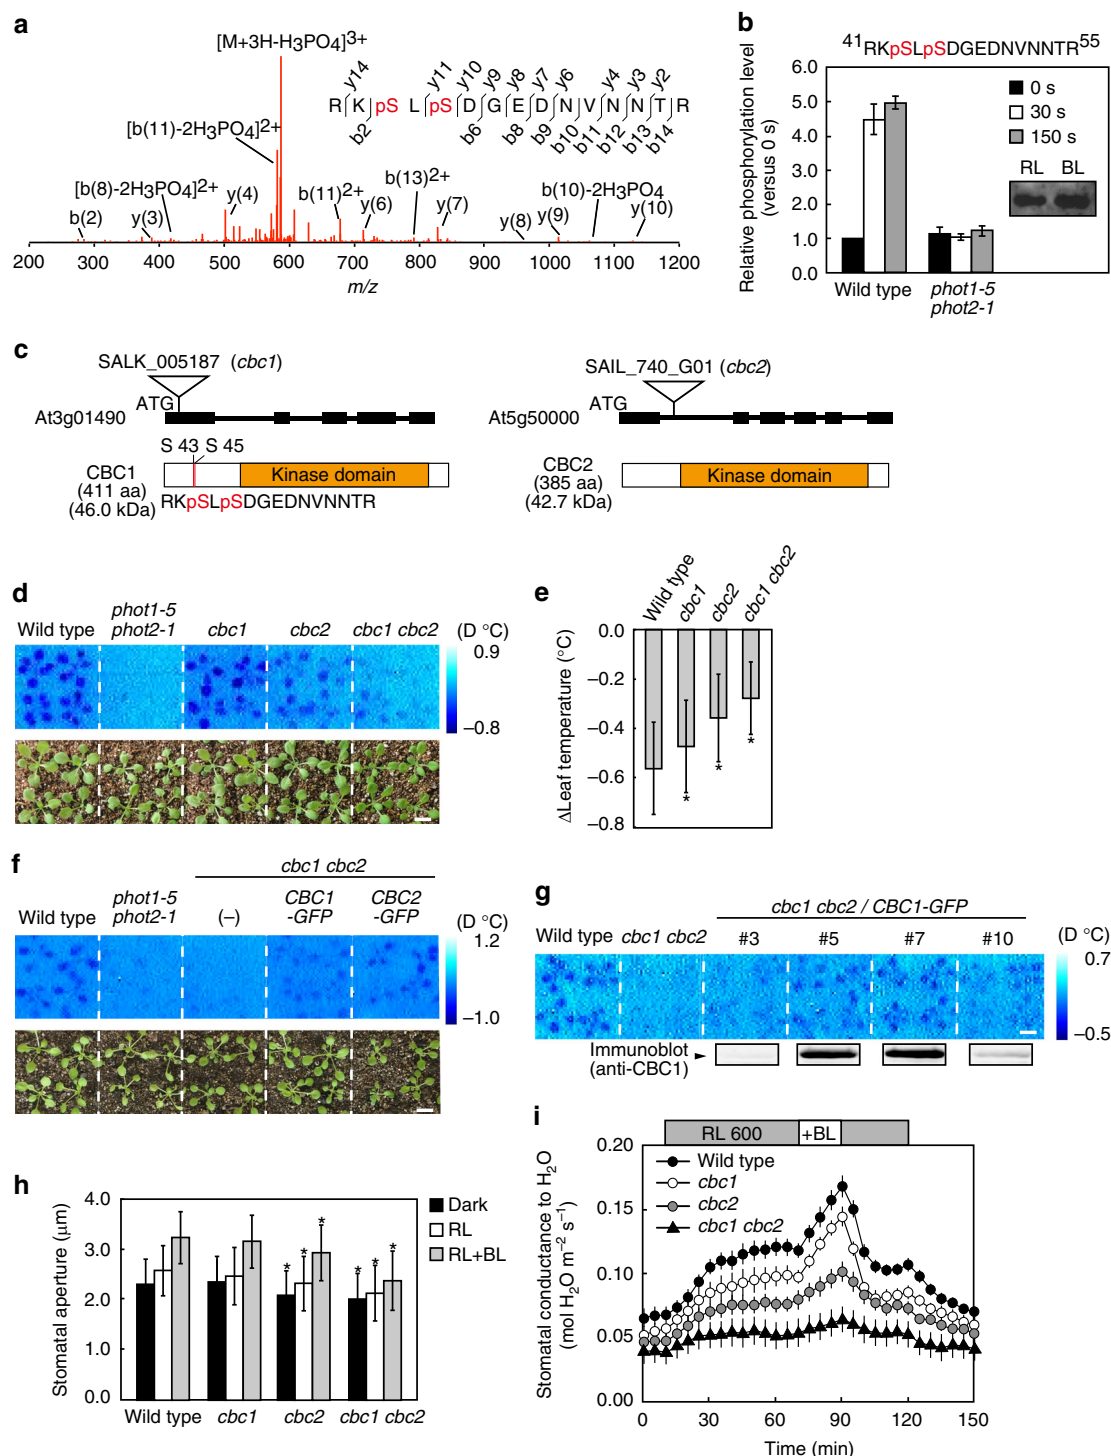 a
[M+3H-H3PO4]3+
y14 y11 y10 y9 y8 y7 y6 y4 y3 y2
R K pS L pS D G E D N V N N T R
b2 b6 b8 b9 b10 b11 b12 b13 b14
[b(11)-2H3PO4]2+
[b(8)-2H3PO4]2+
b(2)
y(3)
y(4)
b(11)2+
y(6)
b(13)2+
y(7)
y(8)
y(9)
b(10)-2H3PO4
y(10)
200 300 400 500 600 700 800 900 1000 1100 1200
m/z
b
41RKpSLpSDGEDNVNNTR55
Relative phosphorylation level
(versus 0 s)
6.0
5.0
4.0
3.0
2.0
1.0
0.0
0 s
30 s
150 s
RL BL
Wild type
phot1-5
phot2-1
c
SALK_005187 (cbc1)
ATG
At3g01490
S 43 S 45
CBC1
(411 aa)
(46.0 kDa)
Kinase domain
RKpSLpSDGEDNVNNTR
SAIL_740_G01 (cbc2)
ATG
At5g50000
CBC2
(385 aa)
(42.7 kDa)
Kinase domain
d
Wild type
phot1-5
phot2-1
cbc1
cbc2
cbc1 cbc2
(D °C)
0.9
–0.8
e
Wild type
cbc1
cbc2
cbc1 cbc2
ΔLeaf temperature (°C)
0.0
–0.2
–0.4
–0.6
–0.8
* * *
f
cbc1 cbc2
Wild type
phot1-5
phot2-1
(–)
CBC1
-GFP
CBC2
-GFP
(D °C)
1.2
–1.0
g
cbc1 cbc2 / CBC1-GFP
Wild type cbc1 cbc2 #3 #5 #7 #10
(D °C)
0.7
–0.5
Immunoblot
(anti-CBC1)
h
Stomatal aperture (µm)
4.0
3.0
2.0
1.0
0.0
Dark
RL
RL+BL
* * * * * *
Wild type cbc1 cbc2 cbc1 cbc2
i
RL 600 +BL
Stomatal conductance to H2O
(mol H2O m–2 s–1)
0.20
0.15
0.10
0.05
0.00
Wild type
cbc1
cbc2
cbc1 cbc2
0 30 60 90 120 150
Time (min)